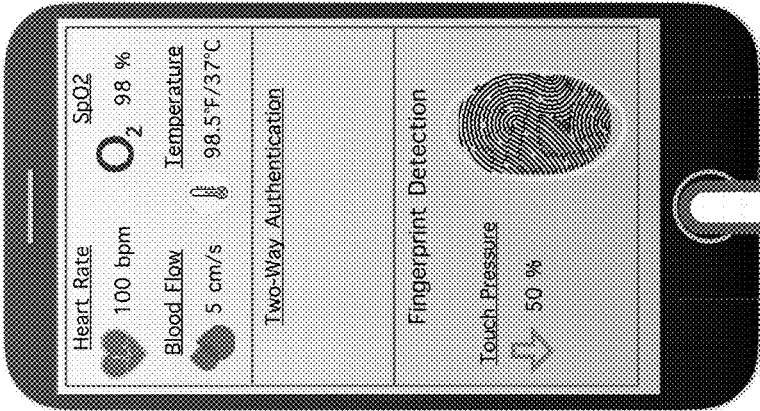 Heart Rate
100 bpm
SpO2
O2 98 %
Blood Flow
5 cm/s
Temperature
98.5°F/37°C
Two-Way Authentication
Fingerprint Detection
Touch Pressure
50 %